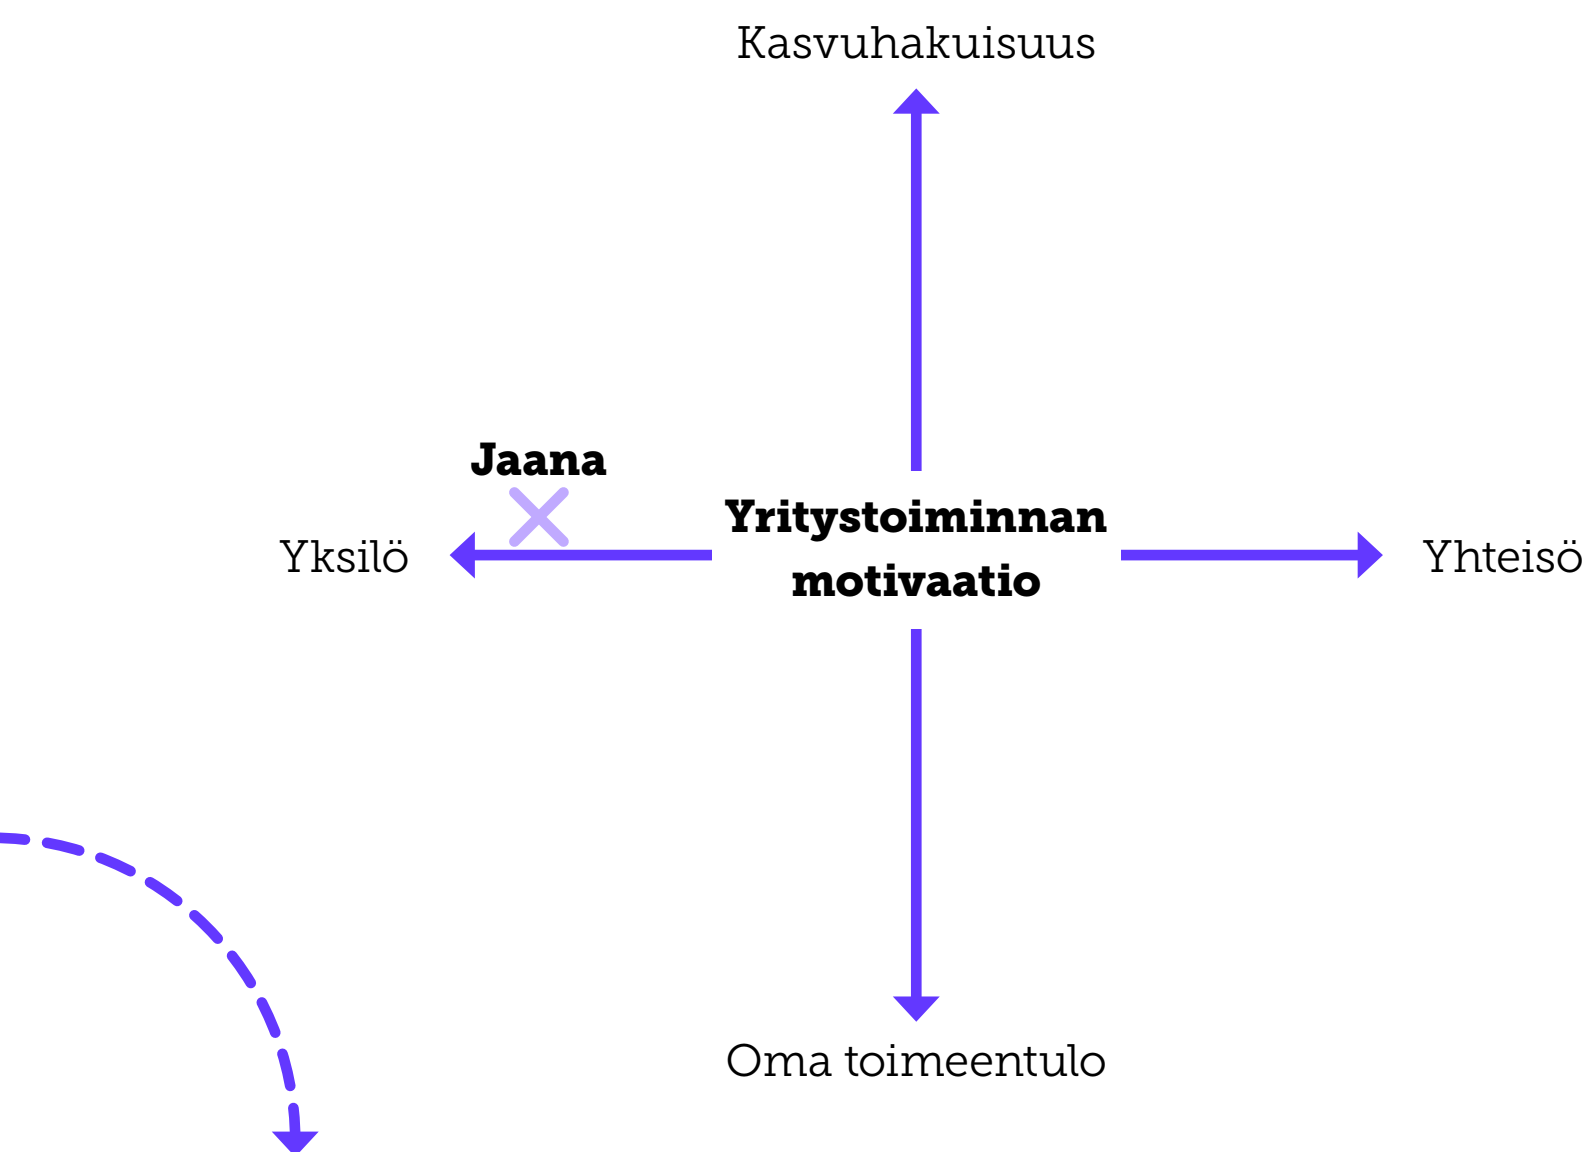 Kasvuhakuisuus
Jaana
Yritystoiminnan
motivaatio
Yksilö
Yhteisö
Oma toimeentulo